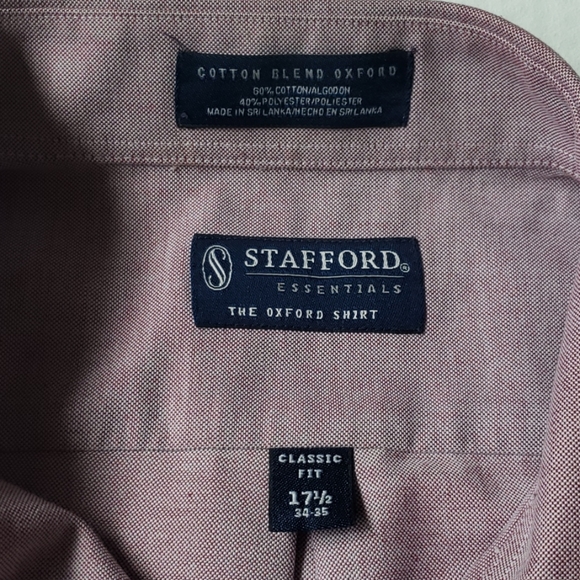 COTTON BLEND OXFORD
60% COTTON/ALGODON
40% POLYESTER/POLIESTER
MADE IN SRI LANKA/HECHO EN SRI LANKA
S STAFFORD®
ESSENTIALS
THE OXFORD SHIRT
CLASSIC
FIT
17½
34-35